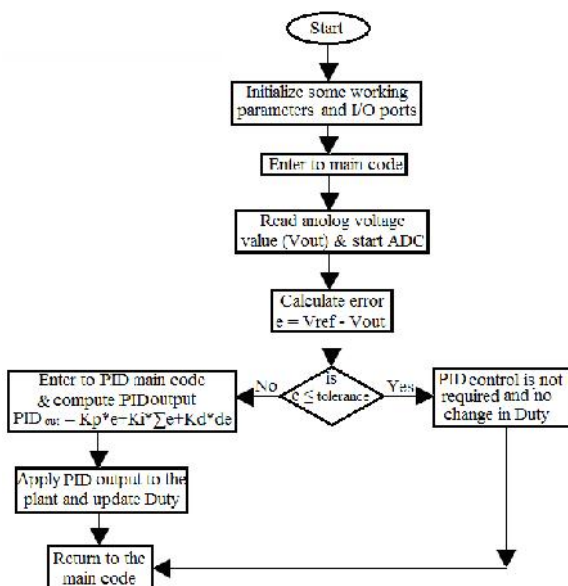 Start
Initialize some working
parameters and I/O ports
Enter to main code
Read anolog voltage
value (Vout) & start ADC
Calculate error
e = Vref - Vout
is
e ≤ tolerance
No
Yes
Enter to PID main code
& compute PID output
PID out = Kp*e+Ki*∑e+Kd*de
PID control is not
required and no
change in Duty
Apply PID output to the
plant and update Duty
Return to the
main code